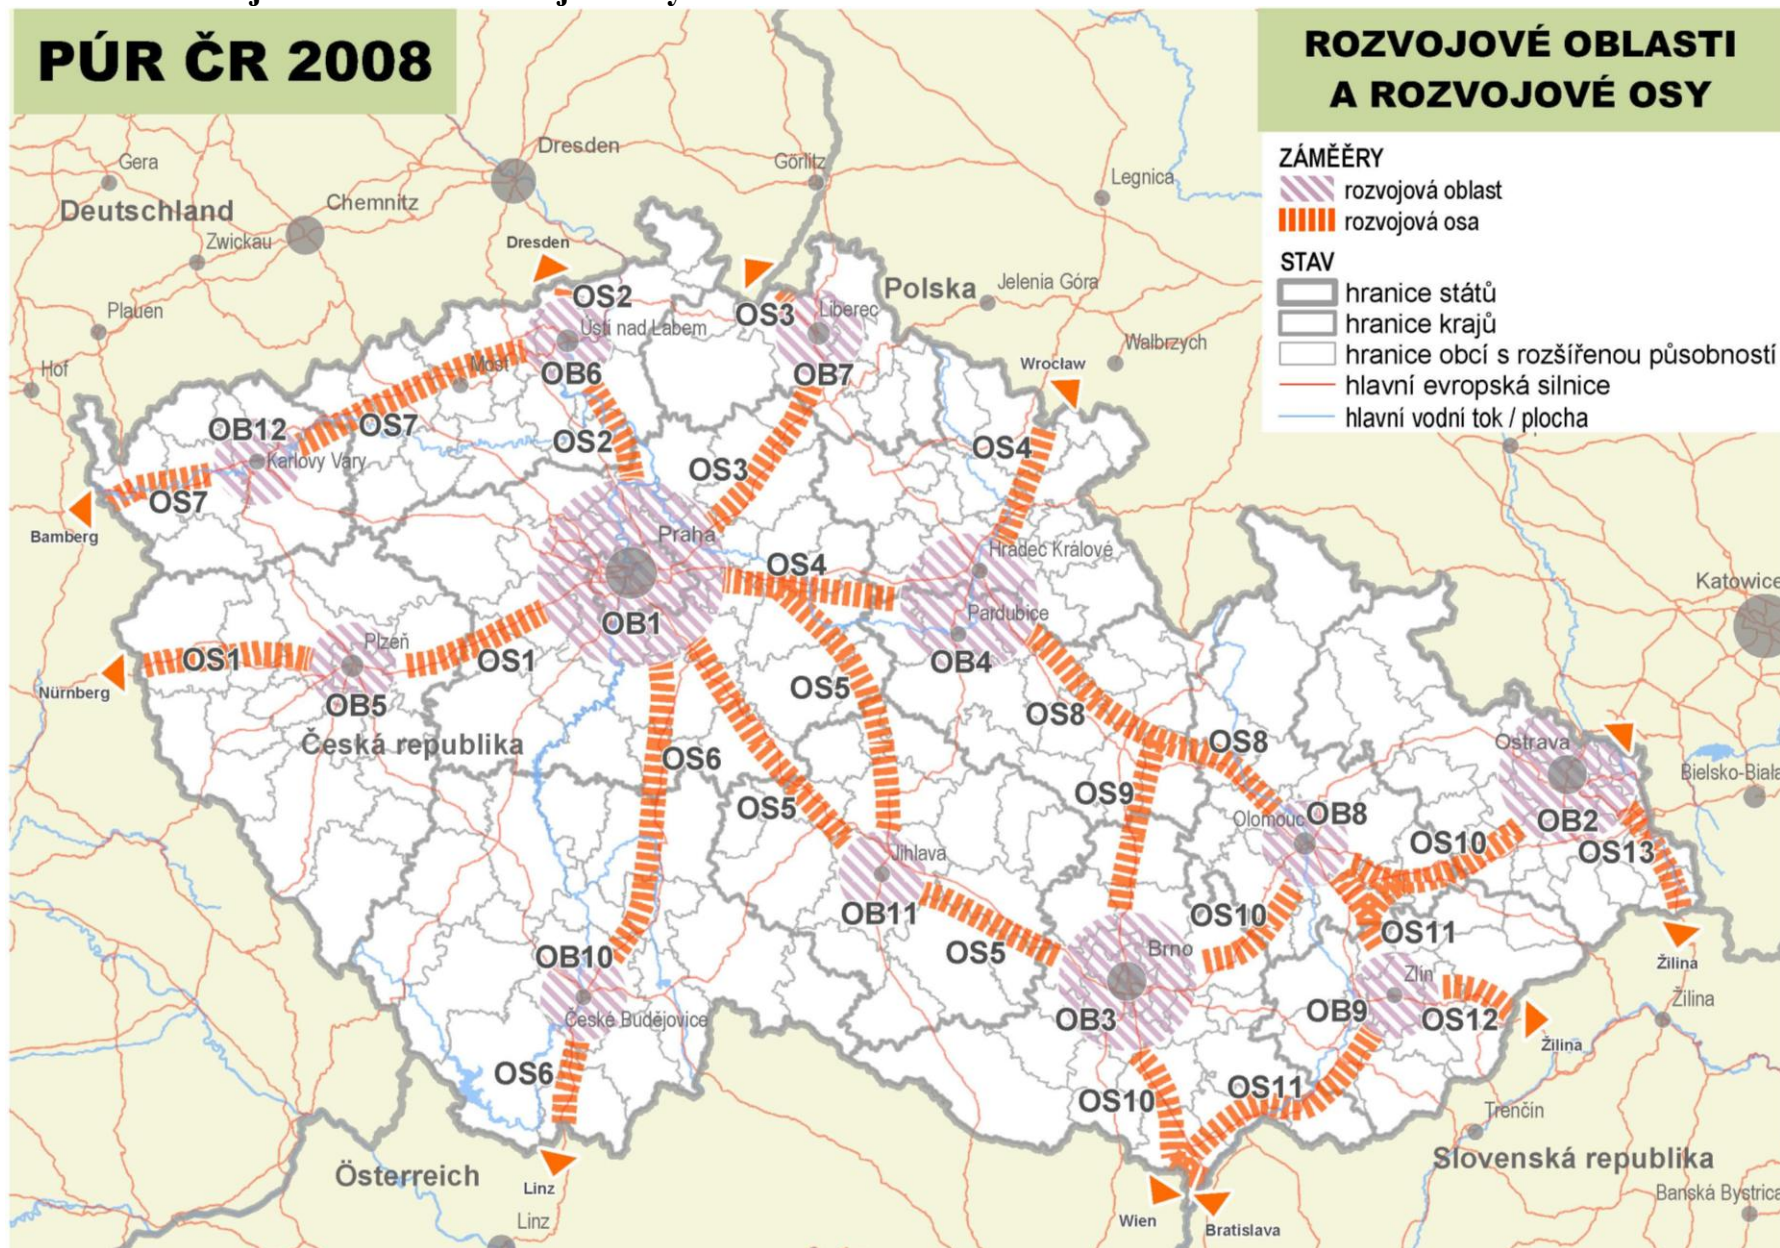 PÚR ČR 2008
ROZVOJOVÉ OBLASTI
A ROZVOJOVÉ OSY
ZÁMĚĚRY
rozvojová oblast
rozvojová osa
STAV
hranice států
hranice krajů
hranice obcí s rozšířenou působností
hlavní evropská silnice
hlavní vodní tok / plocha
Dresden
Gera
Görlitz
Legnica
Chemnitz
Deutschland
Zwickau
Dresden
Polska
Jelenia Góra
OS2
OS3
Liberec
Plauen
Ústí nad Labem
Walbrzych
Most
Hof
OB6
OB7
Wrocław
OB12
OS7
OS2
OS4
Karlovy Vary
OS3
OS7
Bamberg
Praha
Hradec Králové
OS4
Katowice
Pardubice
OB1
Plzeň
OS1
OS1
OB4
Nürnberg
OS5
OB5
OS8
Česká republika
OS8
Ostrava
OS6
Bielsko-Biala
OS9
OS5
OB8
Olomouc
OB2
OS10
OS13
Jihlava
OB11
OS10
OS11
Brno
OS5
OB10
Žilina
Zlín
Žilina
OB9
OS12
České Budějovice
OB3
Žilina
OS6
OS11
OS10
Trenčín
Slovenská republika
Österreich
Linz
Banská Bystrica
Wien
Linz
Bratislava